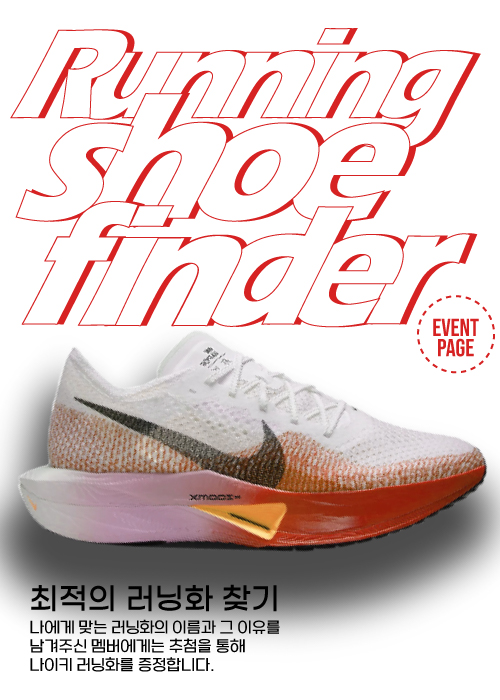 Running
shoe
finder
EVENT
PAGE
최적의 러닝화 찾기
나에게 맞는 러닝화의 이름과 그 이유를
남겨주신 멤버에게는 추첨을 통해
나이키 러닝화를 증정합니다.